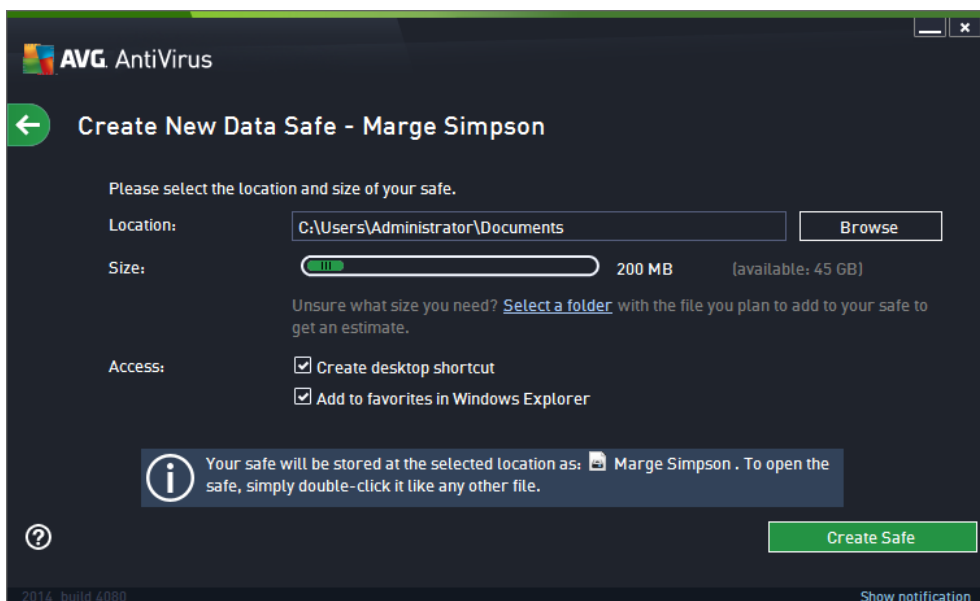 AVG. AntiVirus
Create New Data Safe - Marge Simpson
Please select the location and size of your safe.
Location:
C:\Users\Administrator\Documents
Browse
Size:
200 MB
(available: 45 GB)
Unsure what size you need? Select a folder with the file you plan to add to your safe to
get an estimate.
Access:
Create desktop shortcut
Add to favorites in Windows Explorer
Your safe will be stored at the selected location as: Marge Simpson . To open the
safe, simply double-click it like any other file.
Create Safe
2014 build 4080
Show notification